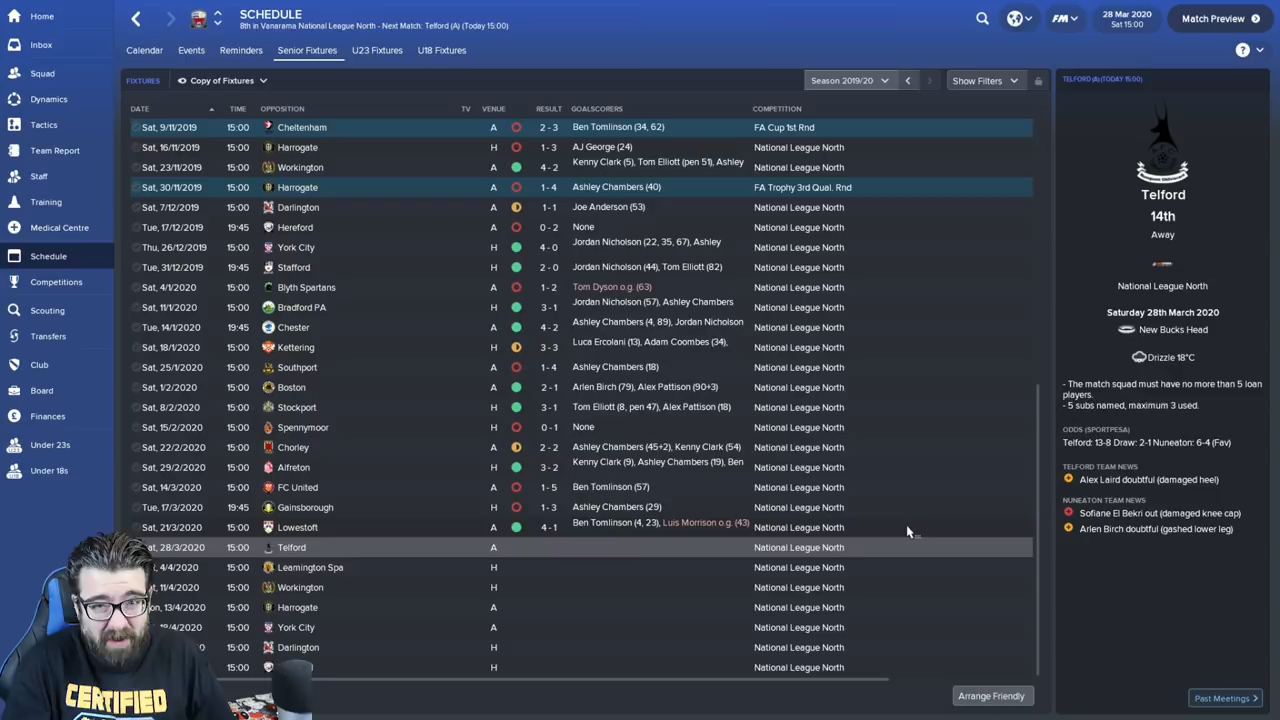 Home
Inbox
Squad
Dynamics
Tactics
Team Report
Staff
Training
Medical Centre
Schedule
Competitions
Scouting
Transfers
Club
Board
Finances
Under 23s
Under 18s
SCHEDULE
8th in Vanarama National League North - Next Match: Telford (A) (Today 15:00)
FM
28 Mar 2020
Sat 15:00
Match Preview
Calendar Events Reminders Senior Fixtures U23 Fixtures U18 Fixtures
?
FIXTURES Copy of Fixtures Season 2019/20 Show Filters
DATE TIME OPPOSITION TV VENUE RESULT GOALSCORERS COMPETITION
Sat, 9/11/2019 15:00 Cheltenham A 2 - 3 Ben Tomlinson (34, 62) FA Cup 1st Rnd
Sat, 16/11/2019 15:00 Harrogate H 1 - 3 AJ George (24) National League North
Sat, 23/11/2019 15:00 Workington A 4 - 2 Kenny Clark (5), Tom Elliott (pen 51), Ashley National League North
Sat, 30/11/2019 15:00 Harrogate A 1 - 4 Ashley Chambers (40) FA Trophy 3rd Qual. Rnd
Sat, 7/12/2019 15:00 Darlington A 1 - 1 Joe Anderson (53) National League North
Tue, 17/12/2019 19:45 Hereford A 0 - 2 None National League North
Thu, 26/12/2019 15:00 York City H 4 - 0 Jordan Nicholson (22, 35, 67), Ashley National League North
Tue, 31/12/2019 19:45 Stafford H 2 - 0 Jordan Nicholson (44), Tom Elliott (82) National League North
Sat, 4/1/2020 15:00 Blyth Spartans A 1 - 2 Tom Dyson o.g. (63) National League North
Sat, 11/1/2020 15:00 Bradford PA H 3 - 1 Jordan Nicholson (57), Ashley Chambers National League North
Tue, 14/1/2020 19:45 Chester A 4 - 2 Ashley Chambers (4, 89), Jordan Nicholson National League North
Sat, 18/1/2020 15:00 Kettering H 3 - 3 Luca Ercolani (13), Adam Coombes (34), National League North
Sat, 25/1/2020 15:00 Southport A 1 - 4 Ashley Chambers (18) National League North
Sat, 1/2/2020 15:00 Boston A 2 - 1 Arlen Birch (79), Alex Pattison (90+3) National League North
Sat, 8/2/2020 15:00 Stockport H 3 - 1 Tom Elliott (8, pen 47), Alex Pattison (18) National League North
Sat, 15/2/2020 15:00 Spennymoor H 0 - 1 None National League North
Sat, 22/2/2020 15:00 Chorley A 2 - 2 Ashley Chambers (45+2), Kenny Clark (54) National League North
Sat, 29/2/2020 15:00 Alfreton H 3 - 2 Kenny Clark (9), Ashley Chambers (19), Ben National League North
Sat, 14/3/2020 15:00 FC United A 1 - 5 Ben Tomlinson (57) National League North
Tue, 17/3/2020 19:45 Gainsborough H 1 - 3 Ashley Chambers (29) National League North
Sat, 21/3/2020 15:00 Lowestoft A 4 - 1 Ben Tomlinson (4, 23), Luis Morrison o.g. (43) National League North
28/3/2020 15:00 Telford A National League North
4/4/2020 15:00 Leamington Spa H National League North
11/4/2020 15:00 Workington H National League North
13/4/2020 15:00 Harrogate A National League North
15:00 York City A National League North
15:00 Darlington H National League North
15:00 H National League North
Arrange Friendly
TELFORD (A) (TODAY 15:00)
Telford
14th
Away
National League North
Saturday 28th March 2020
New Bucks Head
Drizzle 18°C
- The match squad must have no more than 5 loan
players.
- 5 subs named, maximum 3 used.
ODDS (SPORTPESA)
Telford: 13-8 Draw: 2-1 Nuneaton: 6-4 (Fav)
TELFORD TEAM NEWS
Alex Laird doubtful (damaged heel)
NUNEATON TEAM NEWS
Sofiane El Bekri out (damaged knee cap)
Arlen Birch doubtful (gashed lower leg)
Past Meetings
CERTIFIED